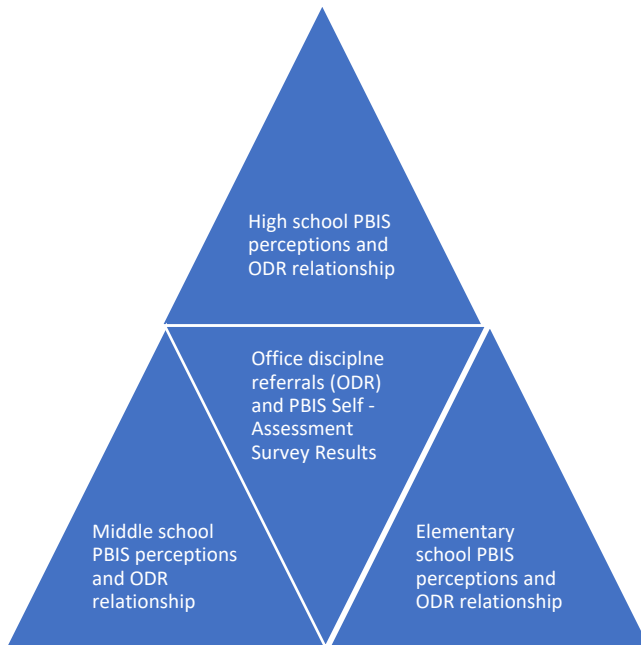 High school PBIS
perceptions and
ODR relationship
Office disciplne
referrals (ODR)
and PBIS Self -
Assessment
Survey Results
Middle school
PBIS perceptions
and ODR
relationship
Elementary
school PBIS
perceptions and
ODR relationship